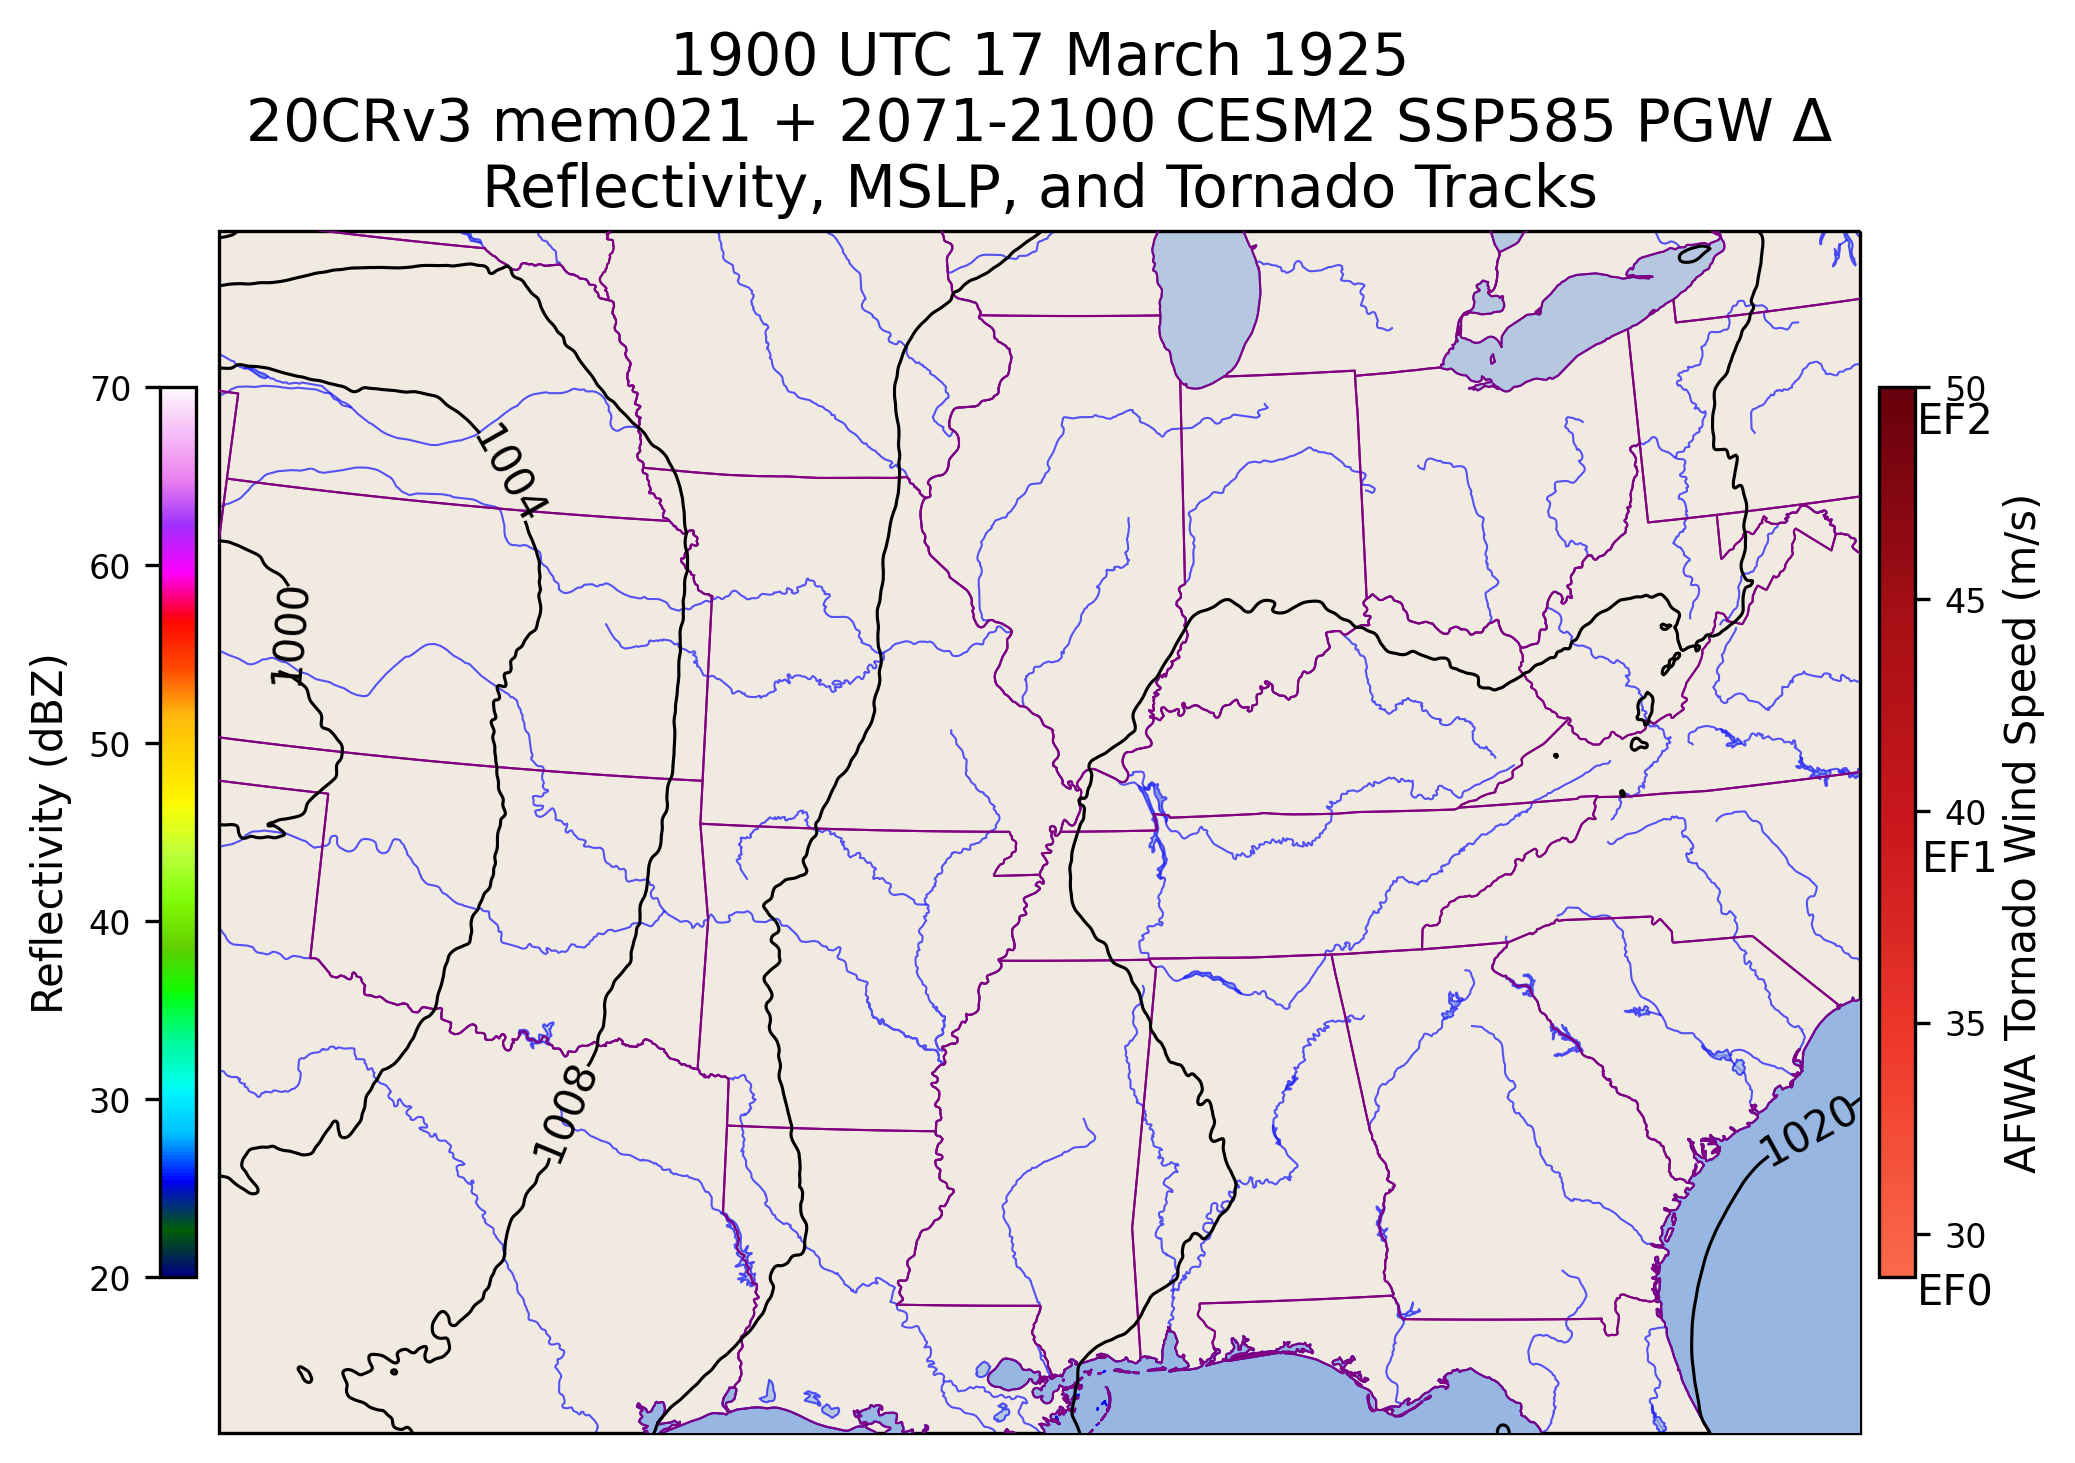 1900 UTC 17 March 1925
20CRv3 mem021 + 2071-2100 CESM2 SSP585 PGW Δ
Reflectivity, MSLP, and Tornado Tracks
Reflectivity (dBZ)
70
60
50
40
30
20
1004
1000
1008
1020
50
EF2
45
40
EF1
35
30
EF0
AFWA Tornado Wind Speed (m/s)